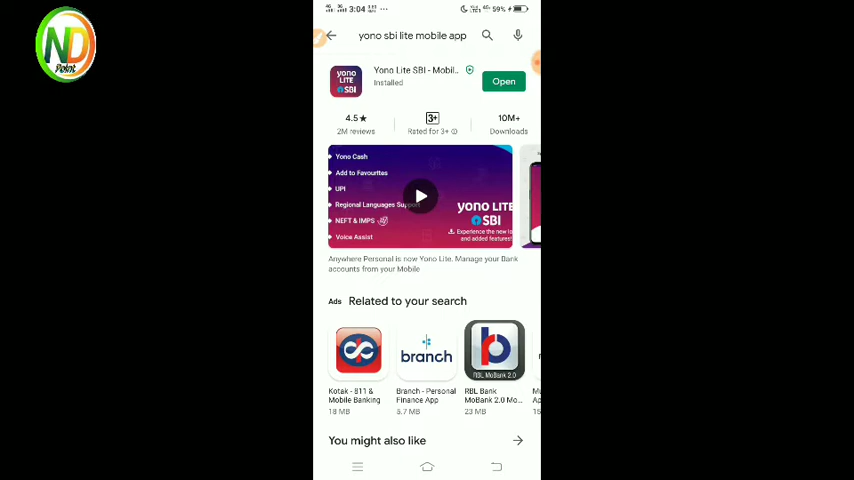 ND
Point
3:04
59%
yono sbi lite mobile app
yono
LITE
SBI
Yono Lite SBI - Mobil..
Installed
Open
4.5★
3+
10M+
2M reviews
Rated for 3+
Downloads
Yono Cash
Add to Favourites
UPI
Regional Languages Support
NEFT & IMPS
Voice Assist
yono LITE
SBI
Experience the new lo
and added features!
Anywhere Personal is now Yono Lite. Manage your Bank
accounts from your Mobile
Ads Related to your search
branch
RBL MoBank 2.0
Kotak - 811 &
Mobile Banking
18 MB
Branch - Personal
Finance App
5.7 MB
RBL Bank
MoBank 2.0 Mo...
23 MB
You might also like